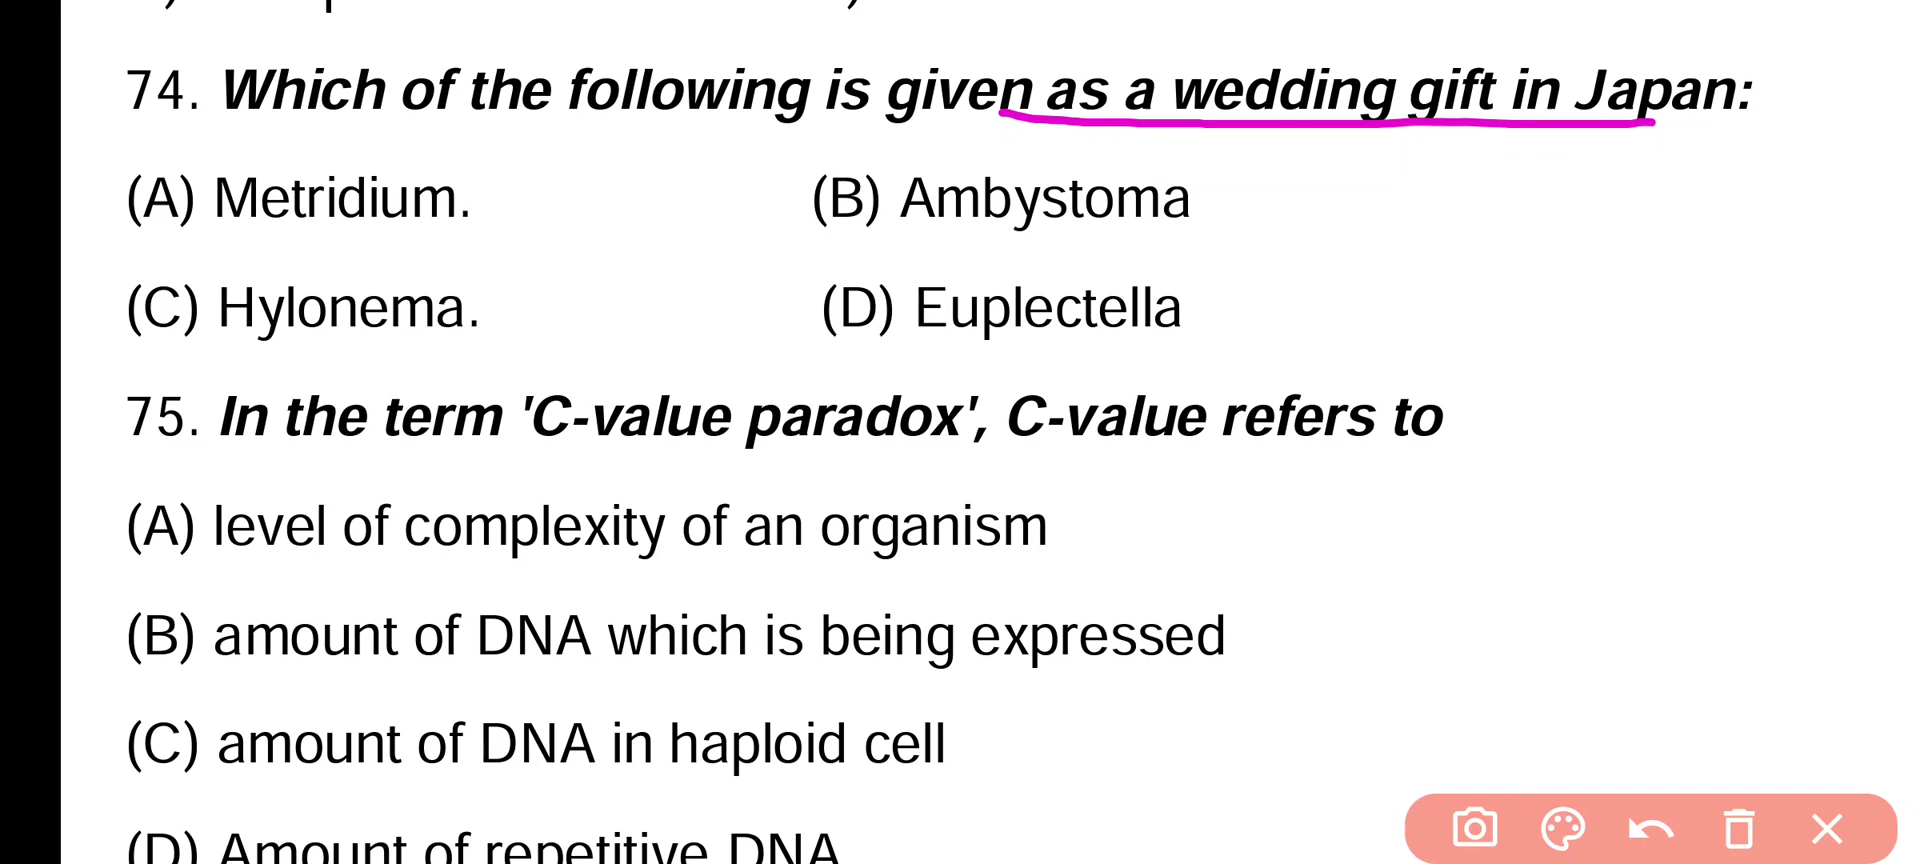 74. Which of the following is given as a wedding gift in Japan:
(A) Metridium. (B) Ambystoma
(C) Hylonema. (D) Euplectella
75. In the term 'C-value paradox', C-value refers to
(A) level of complexity of an organism
(B) amount of DNA which is being expressed
(C) amount of DNA in haploid cell
(D) Amount of repetitive DNA